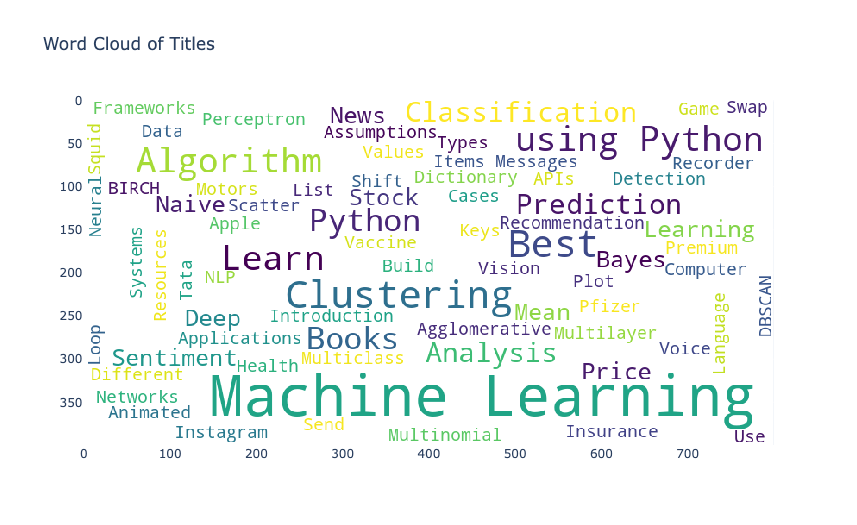 Word Cloud of Titles
0
50
100
150
200
250
300
350
0
100
200
300
400
500
600
700
Frameworks
Perceptron
News
Classification
Game
Swap
Data
Squid
Assumptions
Types
using Python
Values
Algorithm
Items
Messages
Recorder
Neural
BIRCH
Motors
List
Shift
Dictionary
APIs
Detection
Naive
Scatter
Stock
Cases
Prediction
Apple
Python
Keys
Recommendation
Learning
Systems
Resources
Tata
NLP
Learn
Vaccine
Build
Best
Vision
Bayes
Premium
Computer
Plot
Clustering
Deep
Introduction
Mean
Pfizer
Language
DBSCAN
Loop
Applications
Books
Agglomerative
Multilayer
Voice
Sentiment
Health
Multiclass
Analysis
Price
Different
Networks
Animated
Machine Learning
Instagram
Send
Multinomial
Insurance
Use